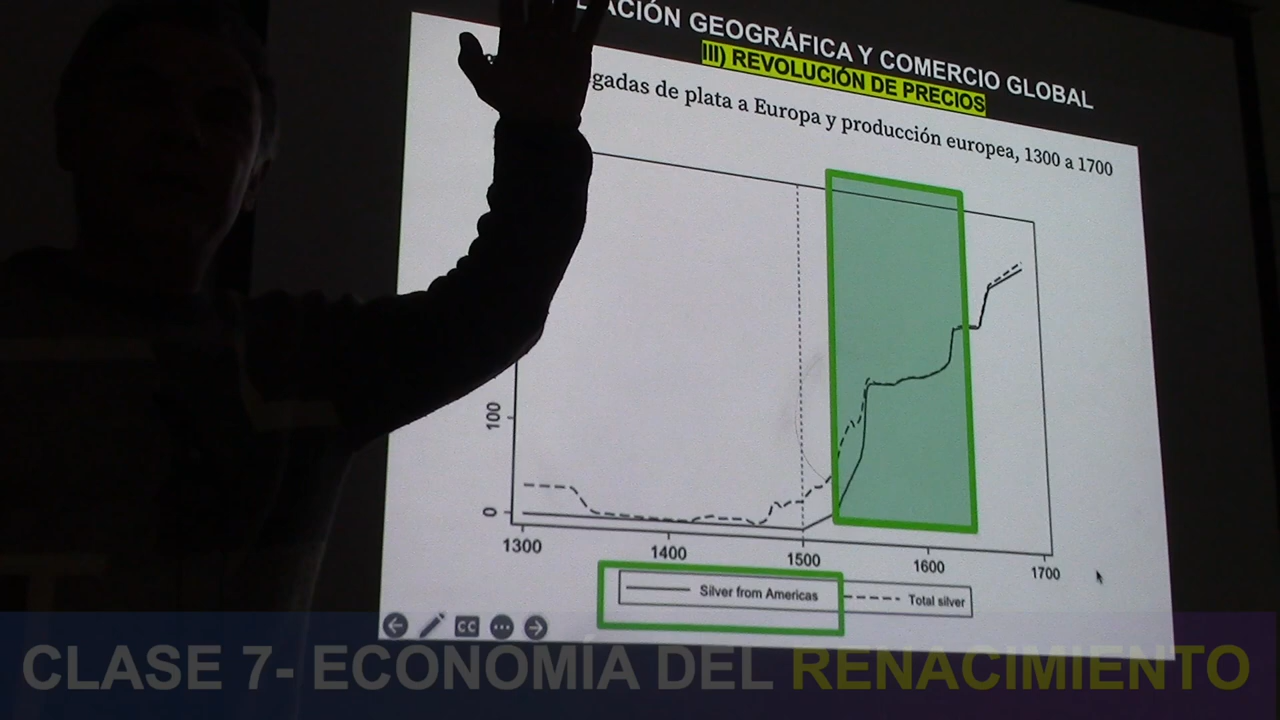 ACIÓN GEOGRÁFICA Y COMERCIO GLOBAL
III) REVOLUCIÓN DE PRECIOS
gadas de plata a Europa y producción europea, 1300 a 1700
100
0
1300 1400 1500 1600 1700
Silver from Americas Total silver
CC
CLASE 7- ECONOMÍA DEL RENACIMIENTO